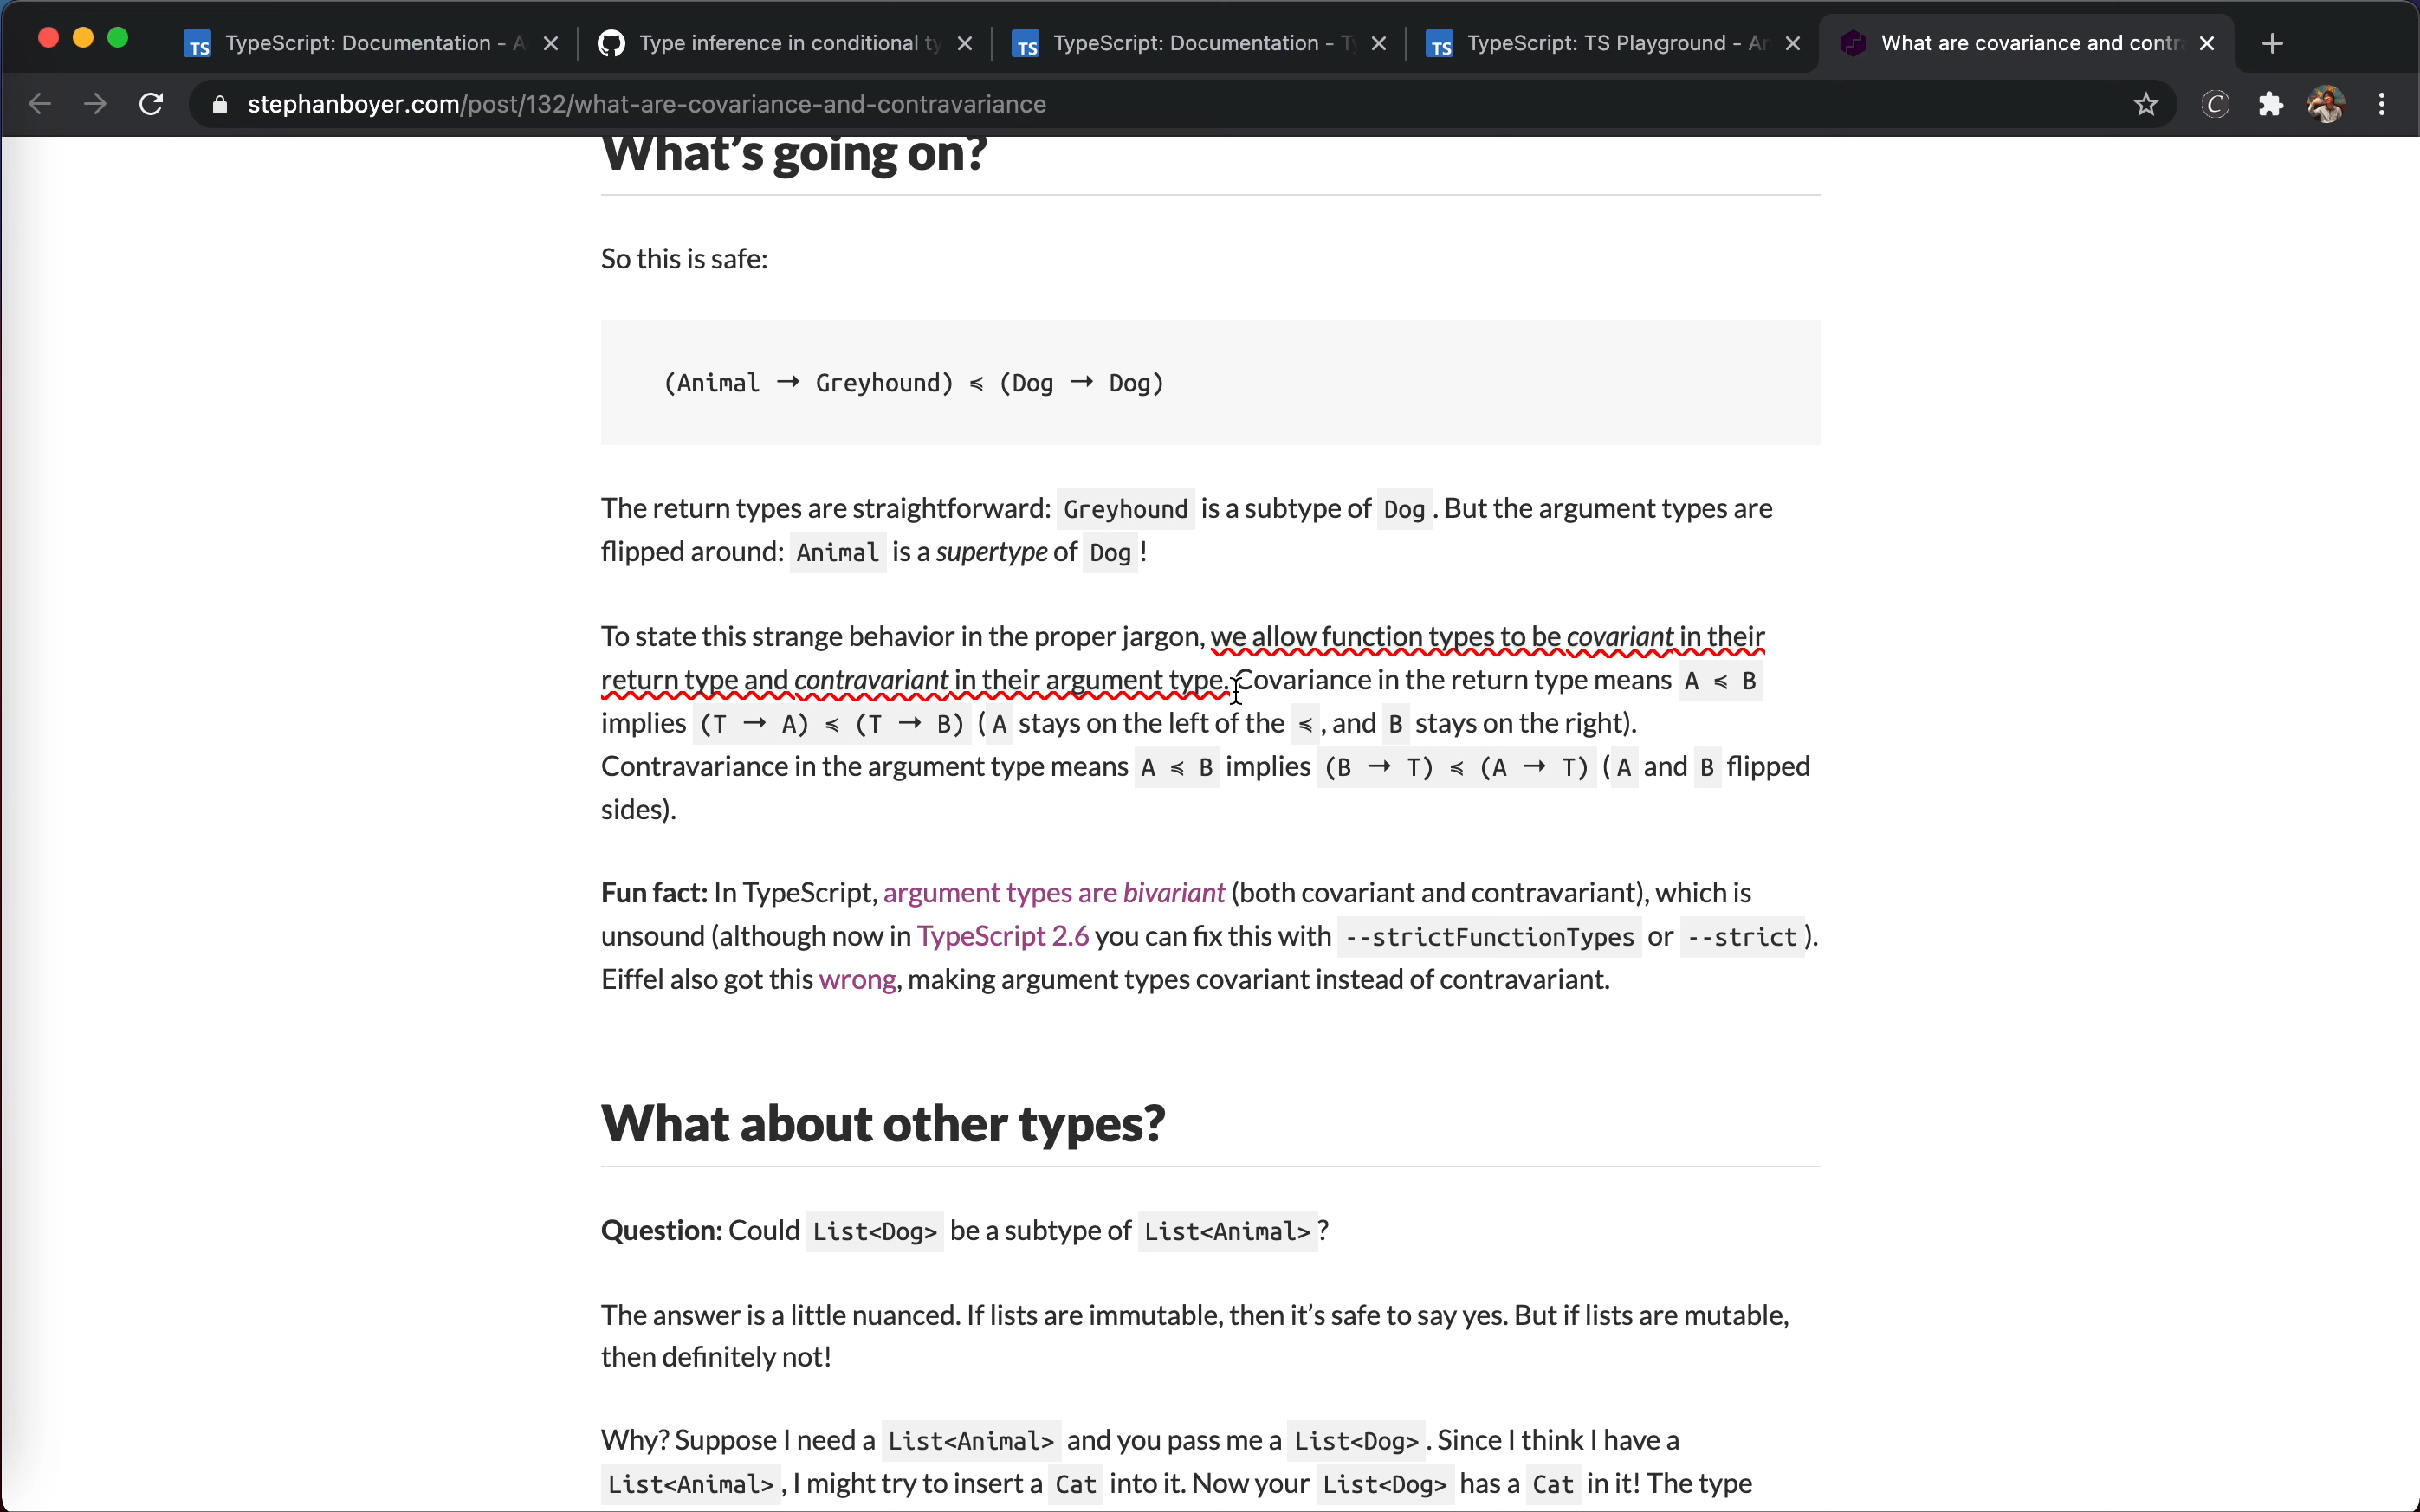 TypeScript: Documentation - A
Type inference in conditional ty
TypeScript: Documentation - Ty
TypeScript: TS Playground - An
What are covariance and contr
stephanboyer.com/post/132/what-are-covariance-and-contravariance
What's going on?
So this is safe:
(Animal → Greyhound) ≼ (Dog → Dog)
The return types are straightforward: Greyhound is a subtype of Dog. But the argument types are
flipped around: Animal is a supertype of Dog!
To state this strange behavior in the proper jargon, we allow function types to be covariant in their
return type and contravariant in their argument type. Covariance in the return type means A ≼ B
implies (T → A) ≼ (T → B) (A stays on the left of the ≼, and B stays on the right).
Contravariance in the argument type means A ≼ B implies (B → T) ≼ (A → T) (A and B flipped
sides).
Fun fact: In TypeScript, argument types are bivariant (both covariant and contravariant), which is
unsound (although now in TypeScript 2.6 you can fix this with --strictFunctionTypes or --strict).
Eiffel also got this wrong, making argument types covariant instead of contravariant.
What about other types?
Question: Could List<Dog> be a subtype of List<Animal>?
The answer is a little nuanced. If lists are immutable, then it's safe to say yes. But if lists are mutable,
then definitely not!
Why? Suppose I need a List<Animal> and you pass me a List<Dog>. Since I think I have a
List<Animal>, I might try to insert a Cat into it. Now your List<Dog> has a Cat in it! The type